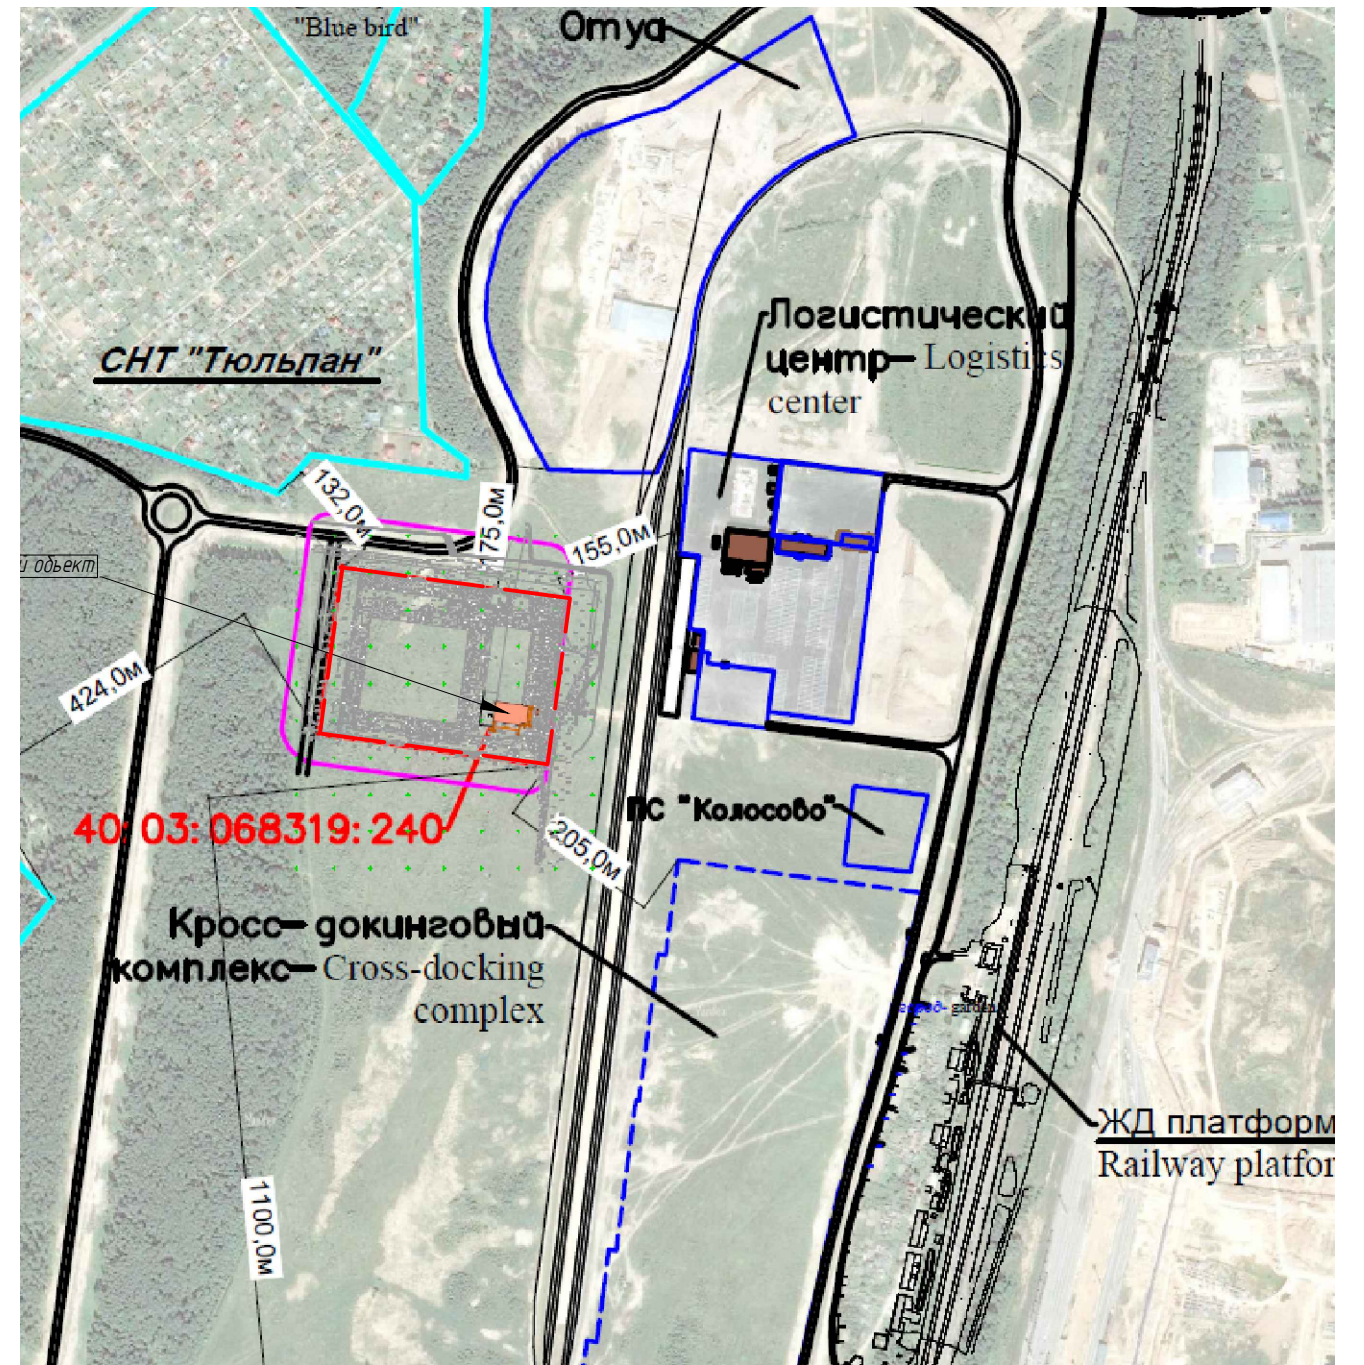 "Blue bird"
Omya
Логистический
центр- Logistics
center
СНТ "Тюльпан"
132,0м
75,0м
155,0м
и объект
424,0м
40:03:068319:240
ПС "Колосово"
205,0м
Кросс-докинговый
комплекс- Cross-docking
complex
город- garden
ЖД платформ
Railway platfor
1100,0м